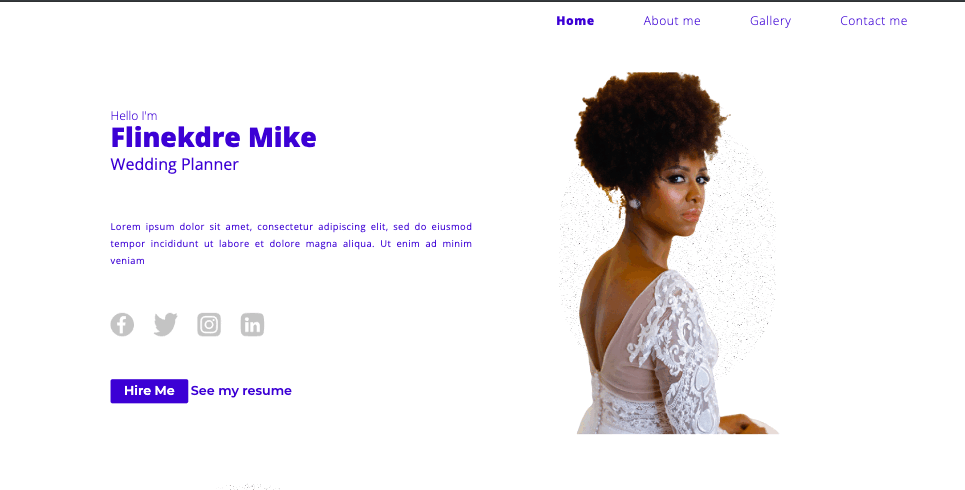 Home About me Gallery Contact me
Hello I'm
Flinekdre Mike
Wedding Planner
Lorem ipsum dolor sit amet, consectetur adipiscing elit, sed do eiusmod
tempor incididunt ut labore et dolore magna aliqua. Ut enim ad minim
veniam
Hire Me See my resume